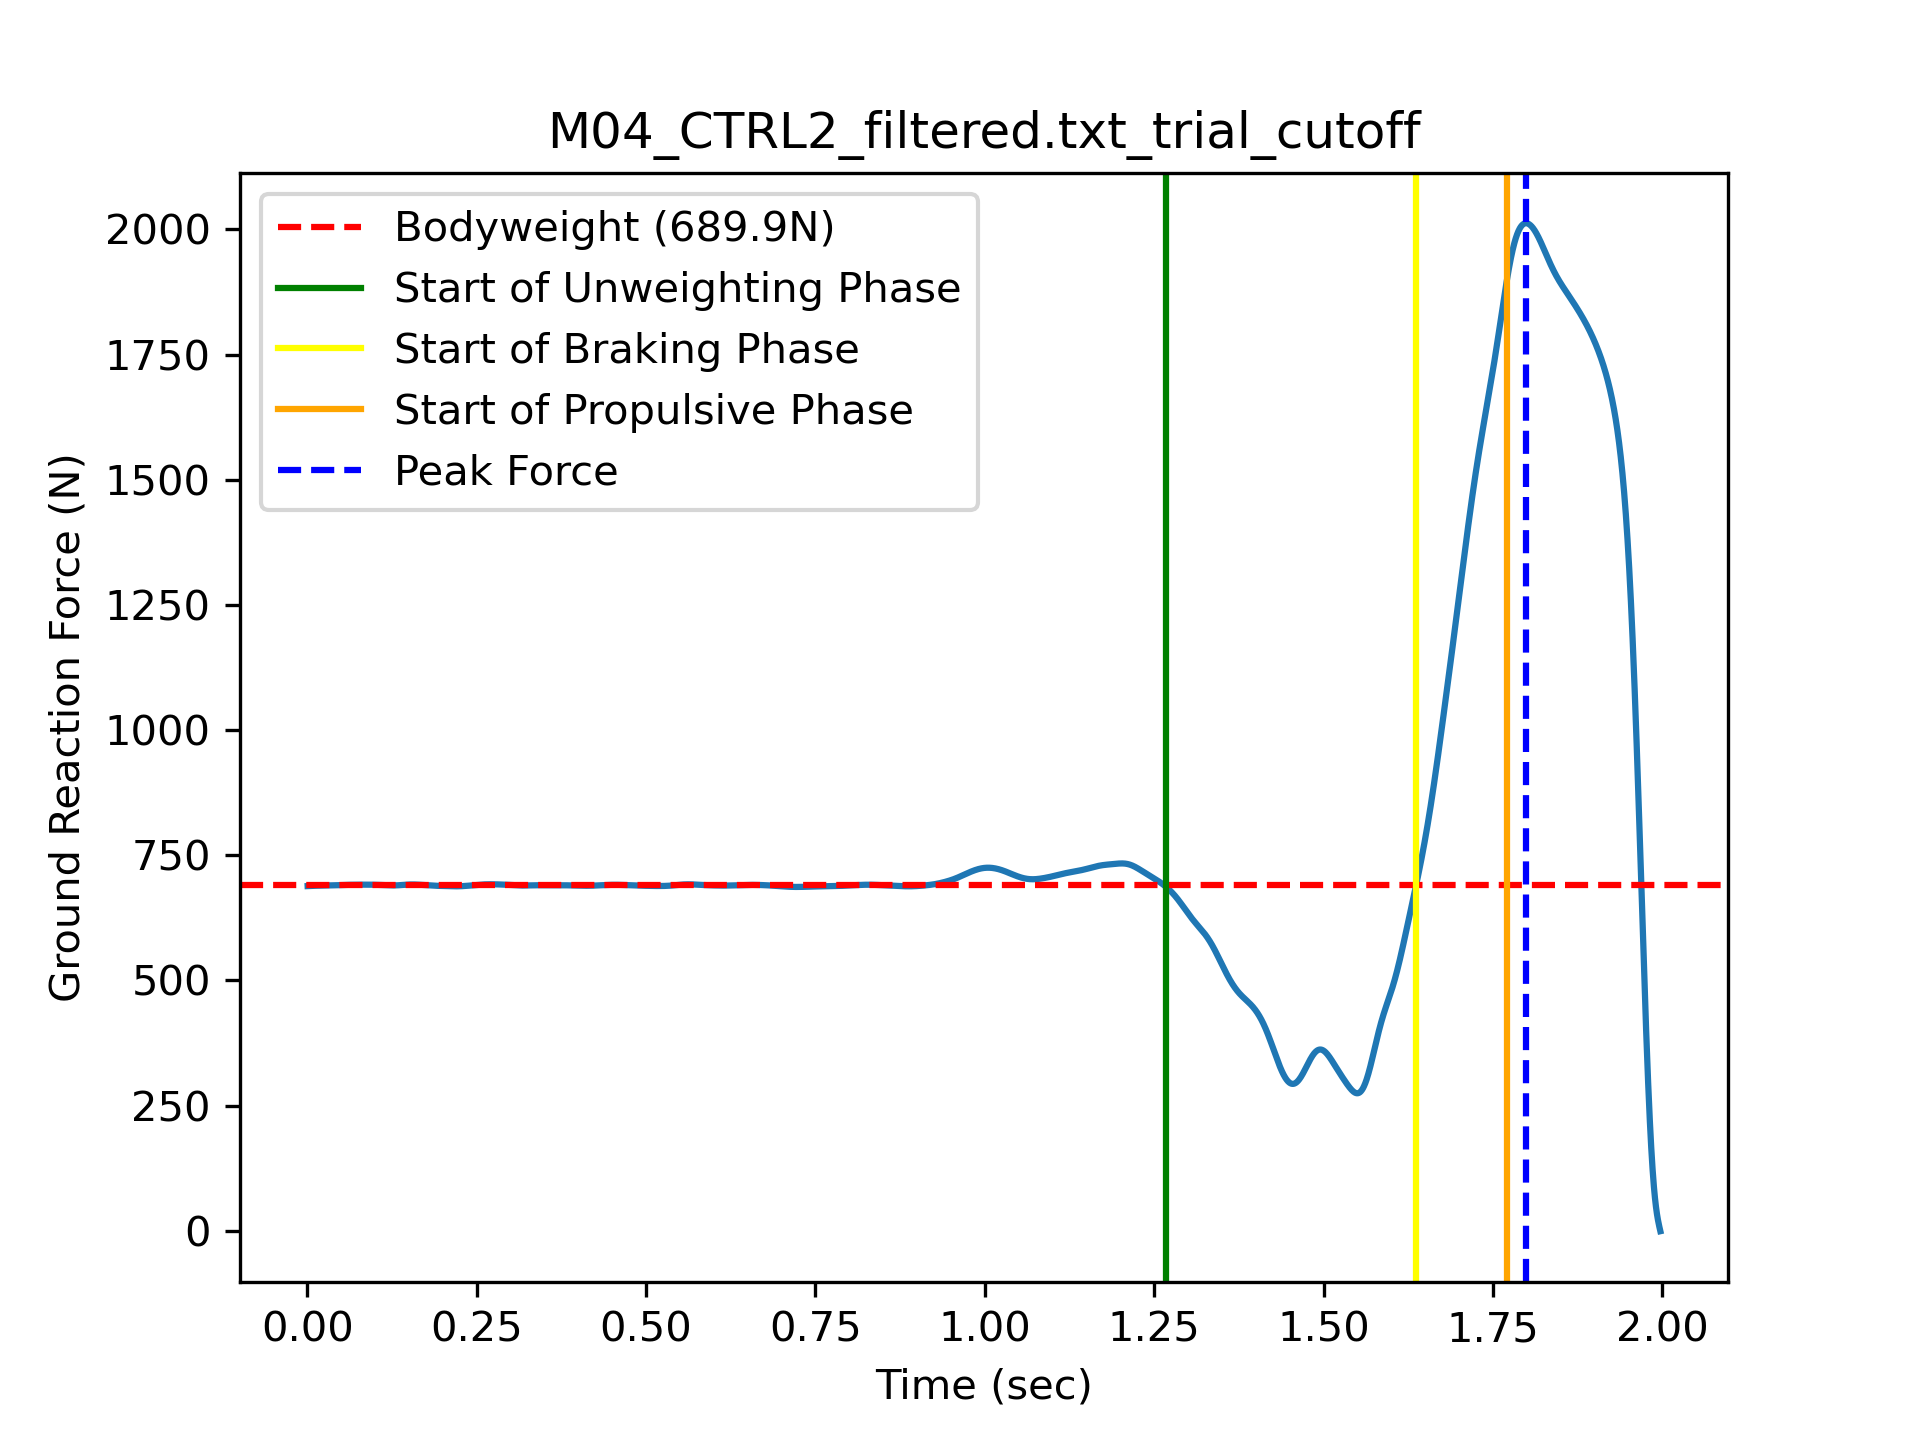 M04_CTRL2_filtered.txt_trial_cutoff
Bodyweight (689.9N)
Start of Unweighting Phase
Start of Braking Phase
Start of Propulsive Phase
Peak Force
Ground Reaction Force (N)
2000
1750
1500
1250
1000
750
500
250
0
0.00 0.25 0.50 0.75 1.00 1.25 1.50 1.75 2.00
Time (sec)